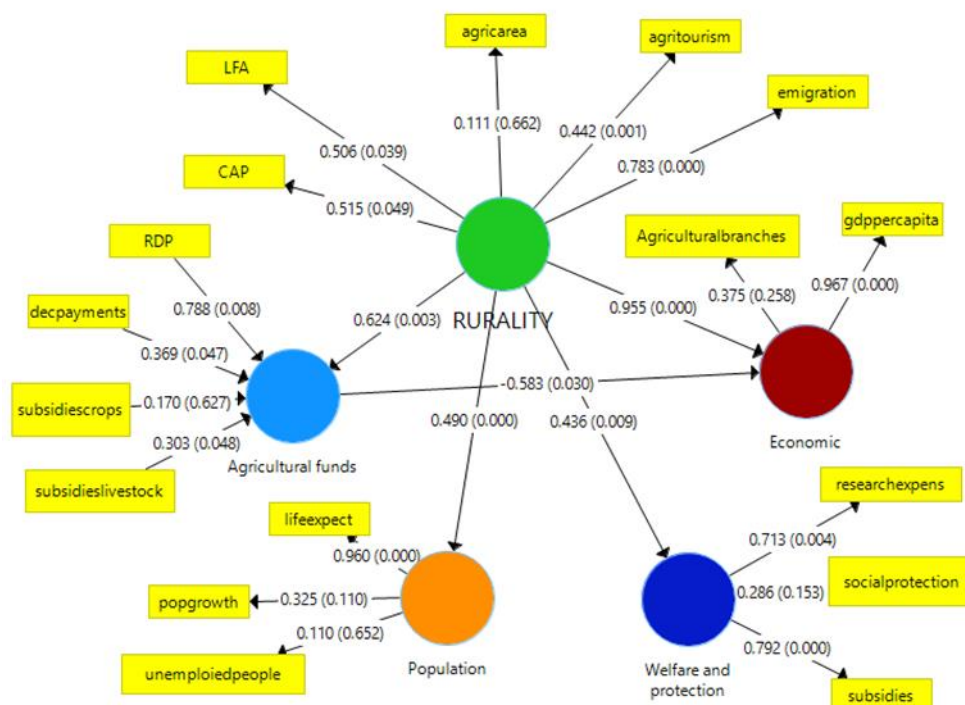 agricarea
agritourism
LFA
emigration
0.111 (0.662)
0.442 (0.001)
0.506 (0.039)
0.783 (0.000)
CAP
0.515 (0.049)
RDP
Agriculturalbranches
gdppercapita
0.788 (0.008)
0.375 (0.258)
0.967 (0.000)
decpayments
0.624 (0.003)
RURALITY
0.955 (0.000)
0.369 (0.047)
subsidiescrops
0.170 (0.627)
-0.583 (0.030)
0.303 (0.048)
0.490 (0.000)
0.436 (0.009)
Economic
subsidieslivestock
Agricultural funds
researchexpens
lifeexpect
0.960 (0.000)
0.713 (0.004)
popgrowth
0.325 (0.110)
0.286 (0.153)
socialprotection
0.110 (0.652)
unemploiedpeople
Population
Welfare and
protection
0.792 (0.000)
subsidies